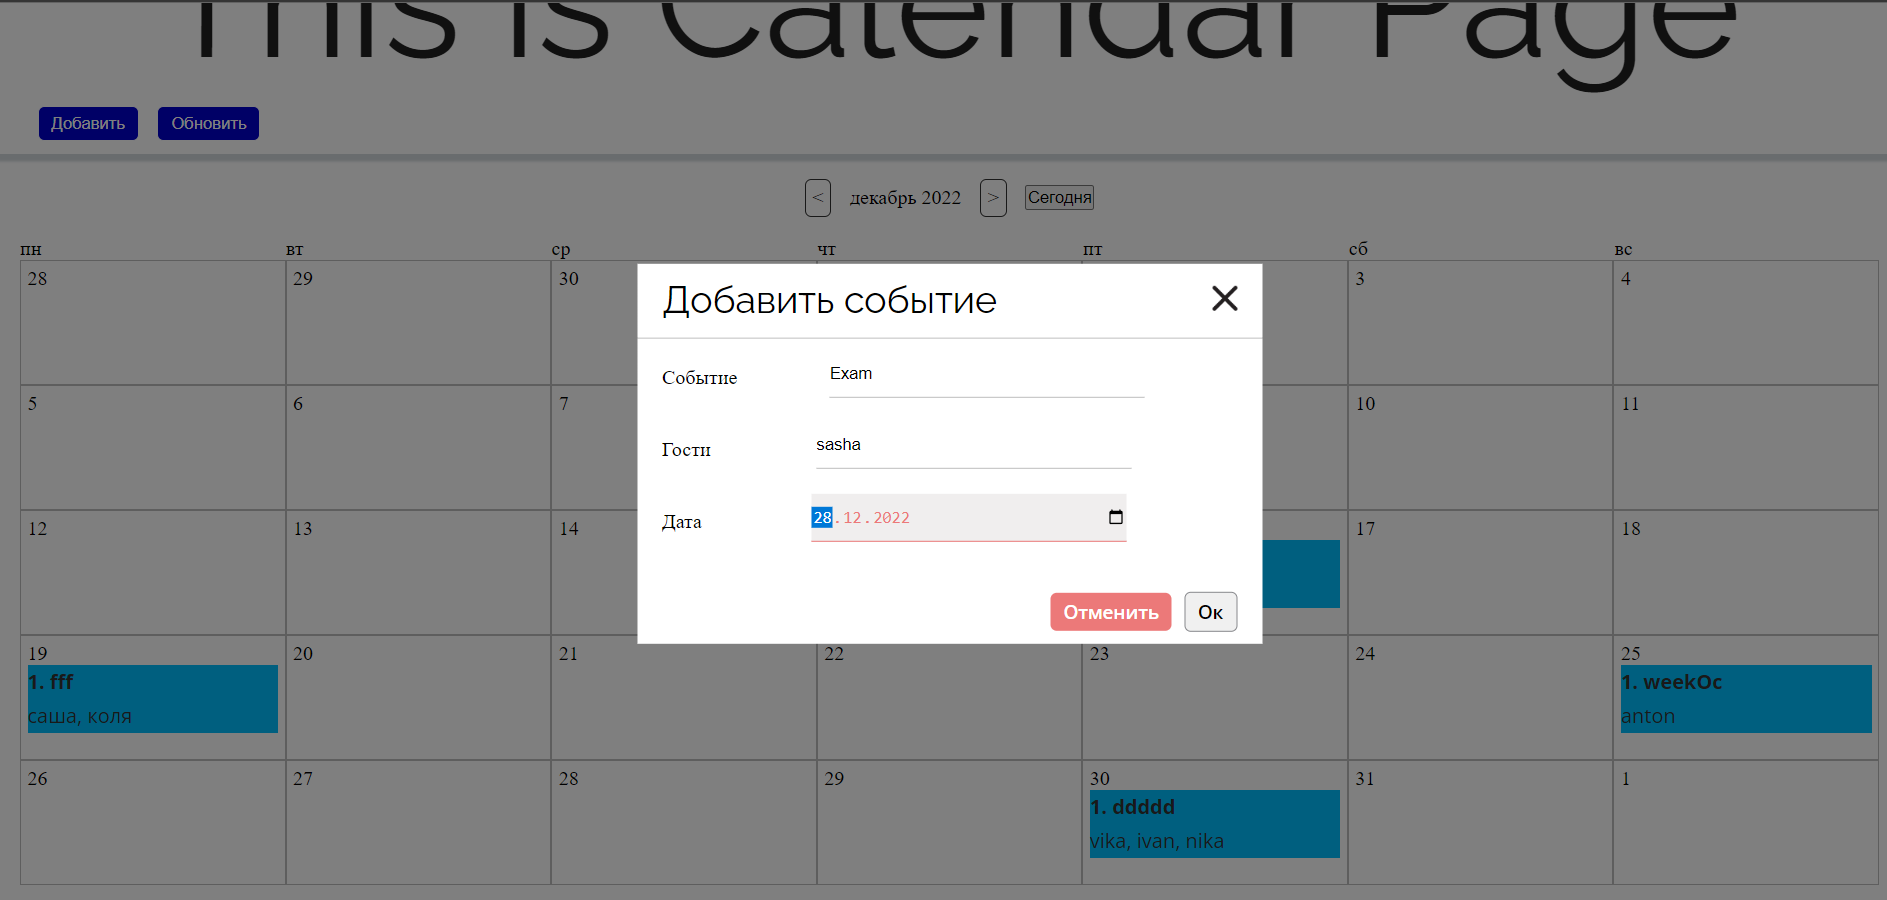 This is Calendar Page
Добавить Обновить
< декабрь 2022 > Сегодня
пн вт ср чт пт сб вс
28 29 30 3 4
Добавить событие
Событие Exam
5 6 7 10 11
Гости sasha
Дата 28.12.2022
12 13 14 17 18
Отменить Ок
19 20 21 22 23 24 25
1. fff 1. weekOc
саша, коля anton
26 27 28 29 30 31 1
1. ddddd
vika, ivan, nika